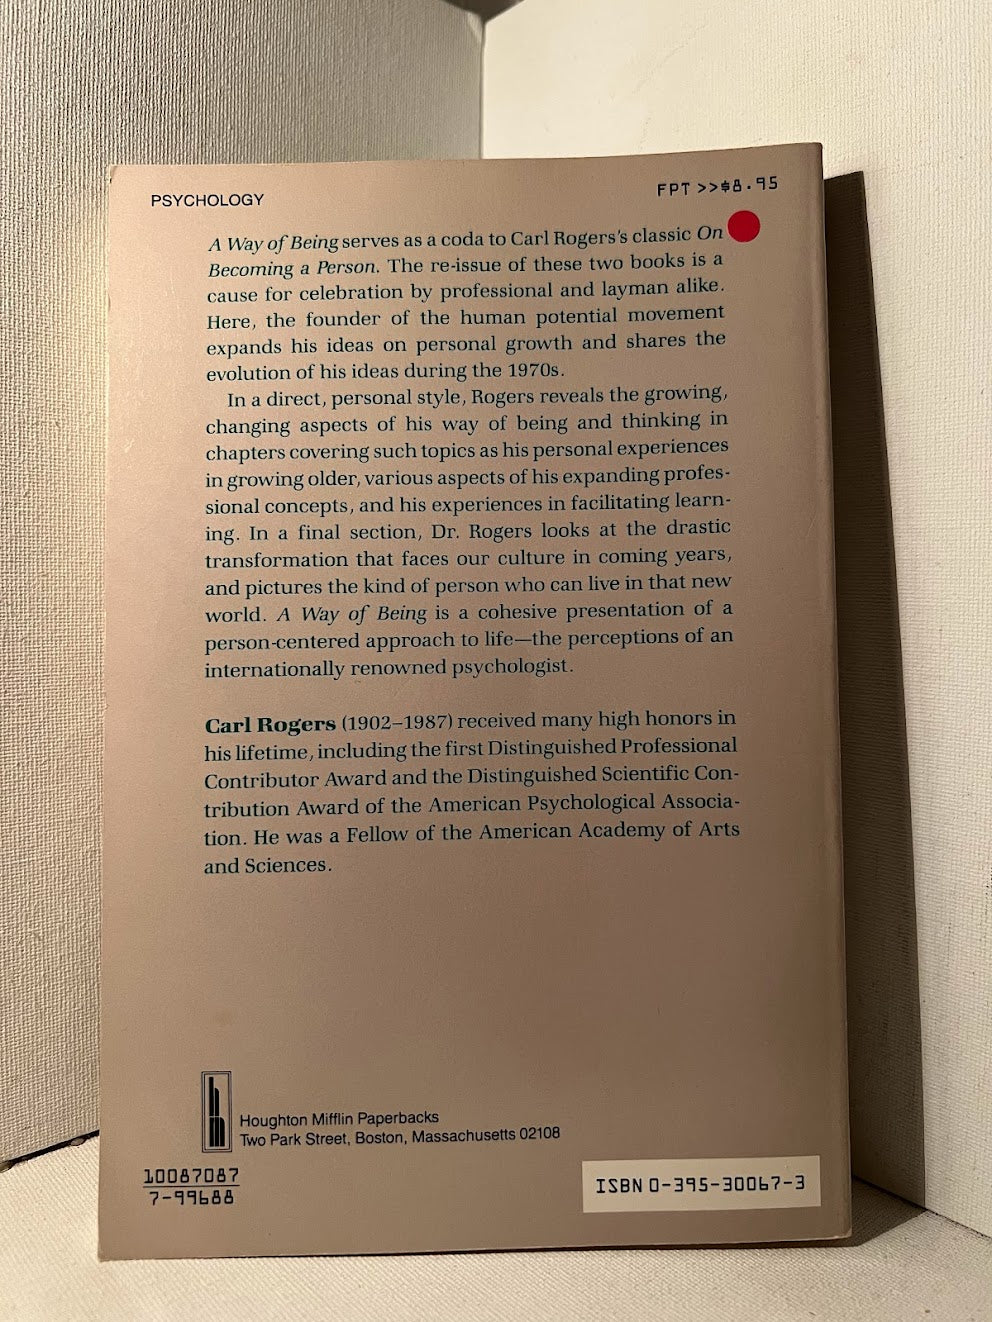 PSYCHOLOGY
FPT >>$8.95
A Way of Being serves as a coda to Carl Rogers's classic On
Becoming a Person. The re-issue of these two books is a
cause for celebration by professional and layman alike.
Here, the founder of the human potential movement
expands his ideas on personal growth and shares the
evolution of his ideas during the 1970s.
In a direct, personal style, Rogers reveals the growing,
changing aspects of his way of being and thinking in
chapters covering such topics as his personal experiences
in growing older, various aspects of his expanding profes-
sional concepts, and his experiences in facilitating learn-
ing. In a final section, Dr. Rogers looks at the drastic
transformation that faces our culture in coming years,
and pictures the kind of person who can live in that new
world. A Way of Being is a cohesive presentation of a
person-centered approach to life—the perceptions of an
internationally renowned psychologist.
Carl Rogers (1902–1987) received many high honors in
his lifetime, including the first Distinguished Professional
Contributor Award and the Distinguished Scientific Con-
tribution Award of the American Psychological Associa-
tion. He was a Fellow of the American Academy of Arts
and Sciences.
hm
Houghton Mifflin Paperbacks
Two Park Street, Boston, Massachusetts 02108
10087087
7-99688
ISBN 0-395-30067-3